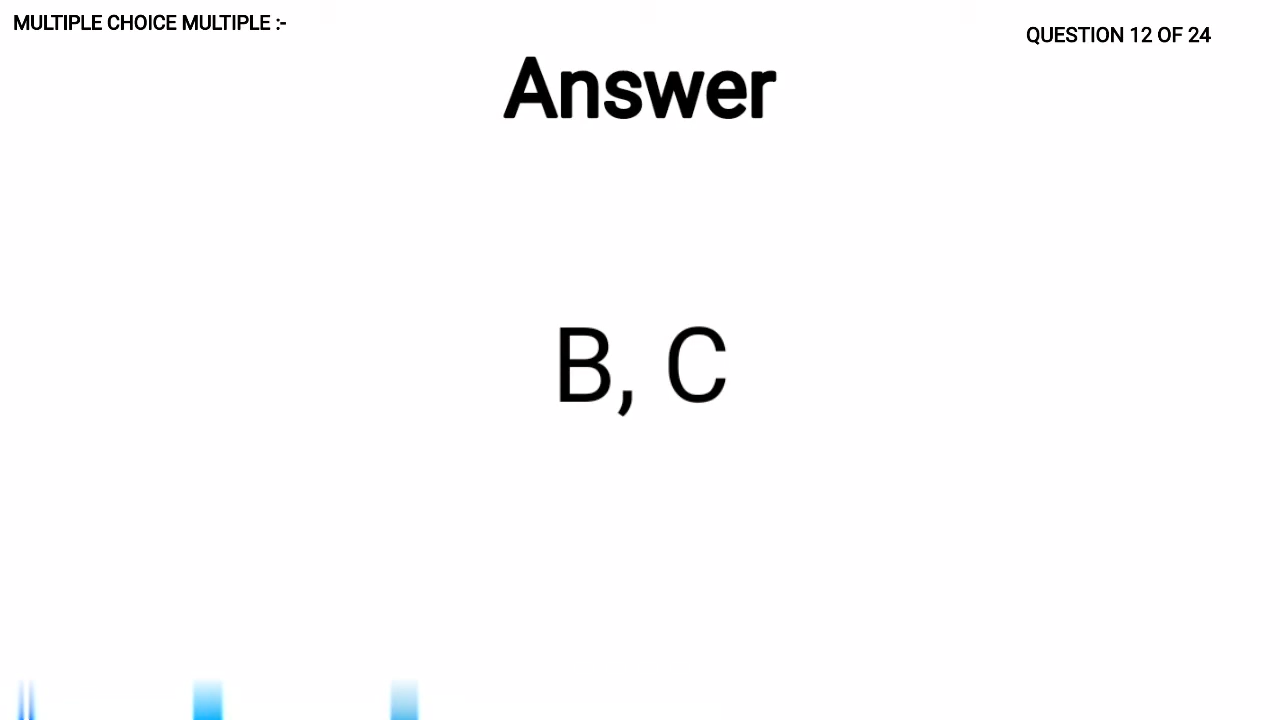 MULTIPLE CHOICE MULTIPLE :-
QUESTION 12 OF 24
Answer
B, C